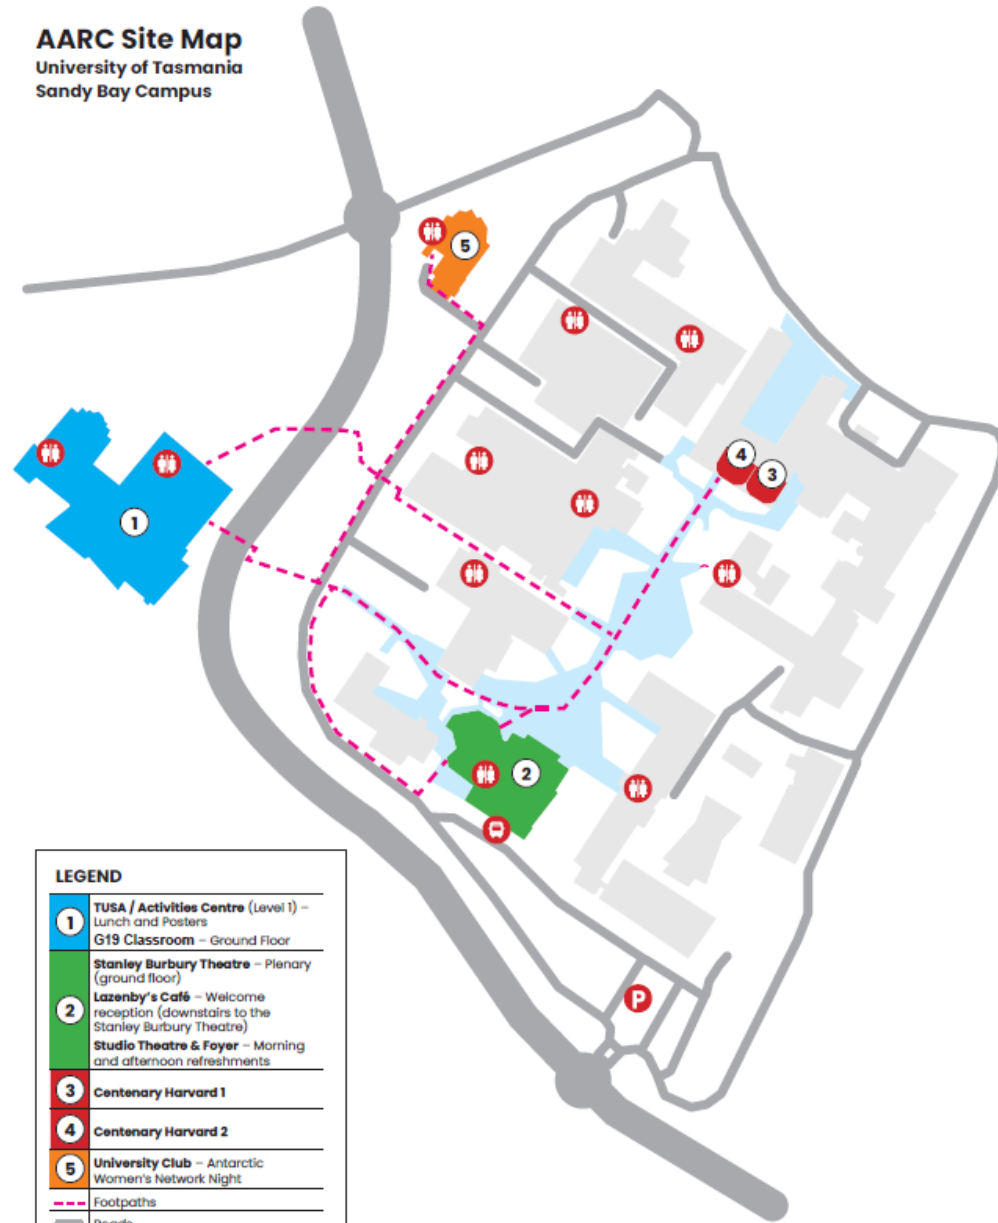 AARC Site Map
University of Tasmania
Sandy Bay Campus
5
4
3
1
2
P
LEGEND
1
TUSA / Activities Centre (Level 1) –
Lunch and Posters
G19 Classroom – Ground Floor
2
Stanley Burbury Theatre – Plenary
(ground floor)
Lazenby's Café – Welcome
reception (downstairs to the
Stanley Burbury Theatre)
Studio Theatre & Foyer – Morning
and afternoon refreshments
3
Centenary Harvard 1
4
Centenary Harvard 2
5
University Club – Antarctic
Women's Network Night
Footpaths
Roads